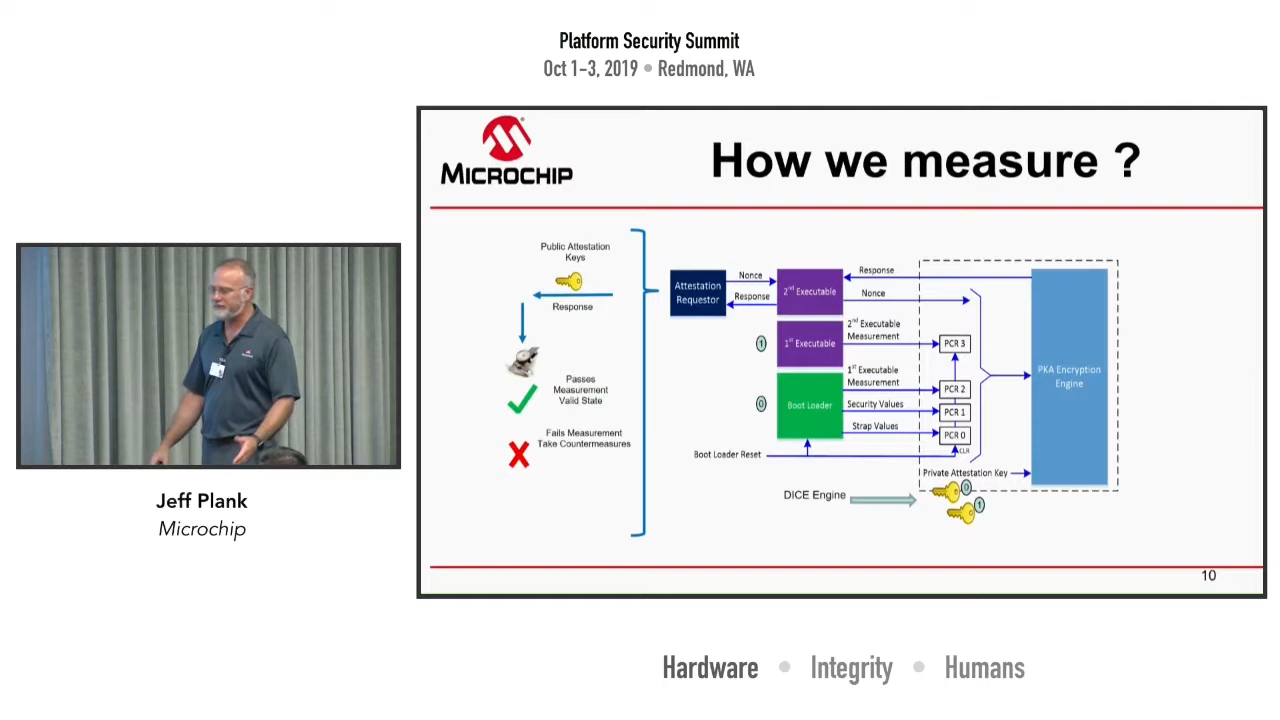 Platform Security Summit
Oct 1-3, 2019 • Redmond, WA
MICROCHIP
How we measure ?
Public Attestation
Keys
Response
Passes
Measurement
Valid State
Fails Measurement
Take Countermeasures
Attestation
Requestor
Nonce
Response
2nd Executable
Response
Nonce
1
1st Executable
2nd Executable
Measurement
PCR 3
0
Boot Loader
1st Executable
Measurement
PCR 2
Security Values
PCR 1
Strap Values
PCR 0
CLR
Boot Loader Reset
PKA Encryption
Engine
Private Attestation Key
DICE Engine
0
1
10
Jeff Plank
Microchip
Hardware • Integrity • Humans